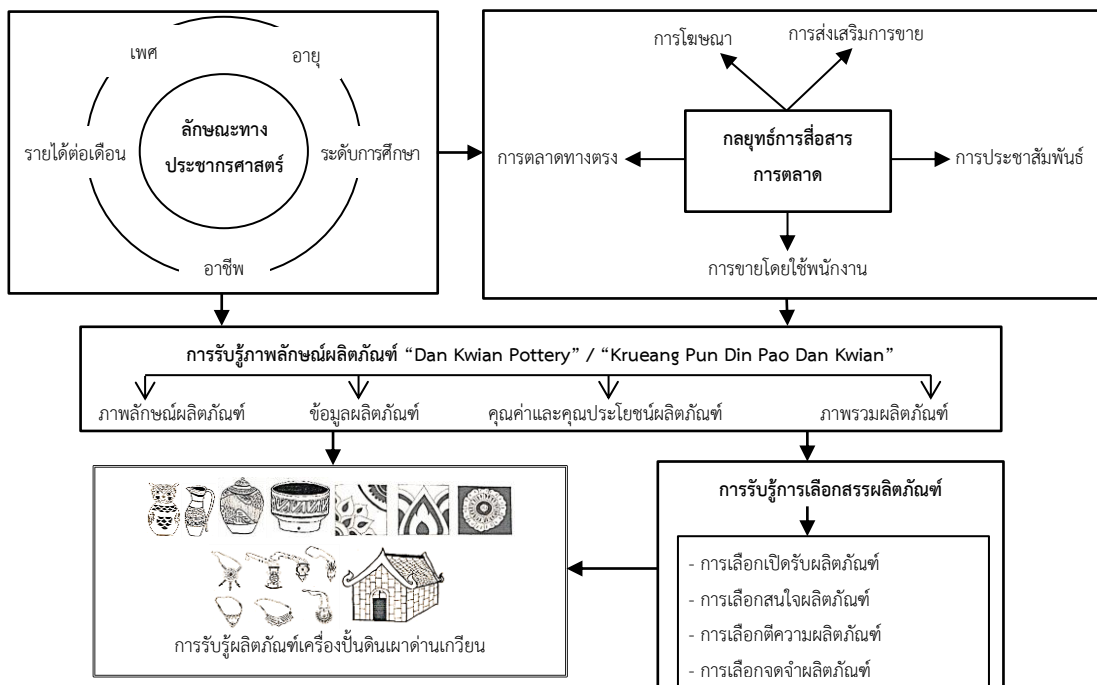 เพศ
อายุ
ลักษณะทาง
ประชากรศาสตร์
รายได้ต่อเดือน
ระดับการศึกษา
อาชีพ
การโฆษณา
การส่งเสริมการขาย
กลยุทธ์การสื่อสาร
การตลาด
การตลาดทางตรง
การประชาสัมพันธ์
การขายโดยใช้พนักงาน
การรับรู้ภาพลักษณ์ผลิตภัณฑ์ “Dan Kwian Pottery” / “Krueang Pun Din Pao Dan Kwian”
ภาพลักษณ์ผลิตภัณฑ์
ข้อมูลผลิตภัณฑ์
คุณค่าและคุณประโยชน์ผลิตภัณฑ์
ภาพรวมผลิตภัณฑ์
การรับรู้ผลิตภัณฑ์เครื่องปั้นดินเผาด่านเกวียน
การรับรู้การเลือกสรรผลิตภัณฑ์
- การเลือกเปิดรับผลิตภัณฑ์
- การเลือกสนใจผลิตภัณฑ์
- การเลือกตีความผลิตภัณฑ์
- การเลือกจดจำผลิตภัณฑ์